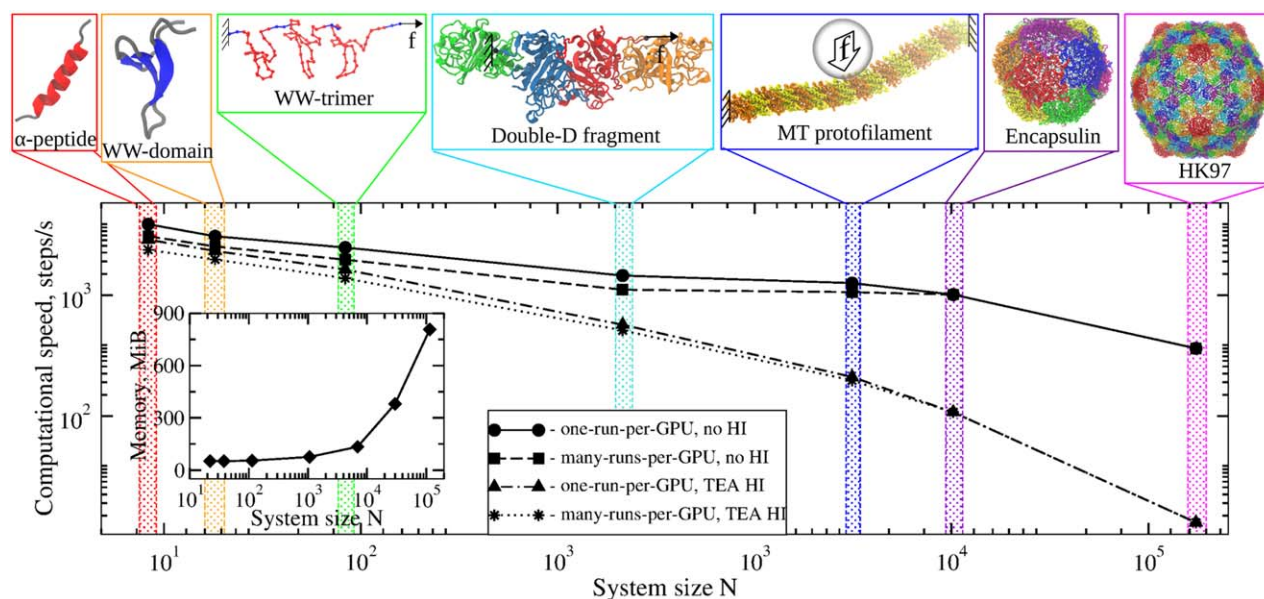 α-peptide
WW-domain
f
WW-trimer
f
Double-D fragment
f
MT protofilament
Encapsulin
HK97
Computational speed, steps/s
10³
10²
Memory, MiB
900
600
300
0
10¹ 10² 10³ 10⁴ 10⁵
System size N
- one-run-per-GPU, no HI
- many-runs-per-GPU, no HI
- one-run-per-GPU, TEA HI
- many-runs-per-GPU, TEA HI
10¹ 10² 10³ 10³ 10⁴ 10⁵
System size N